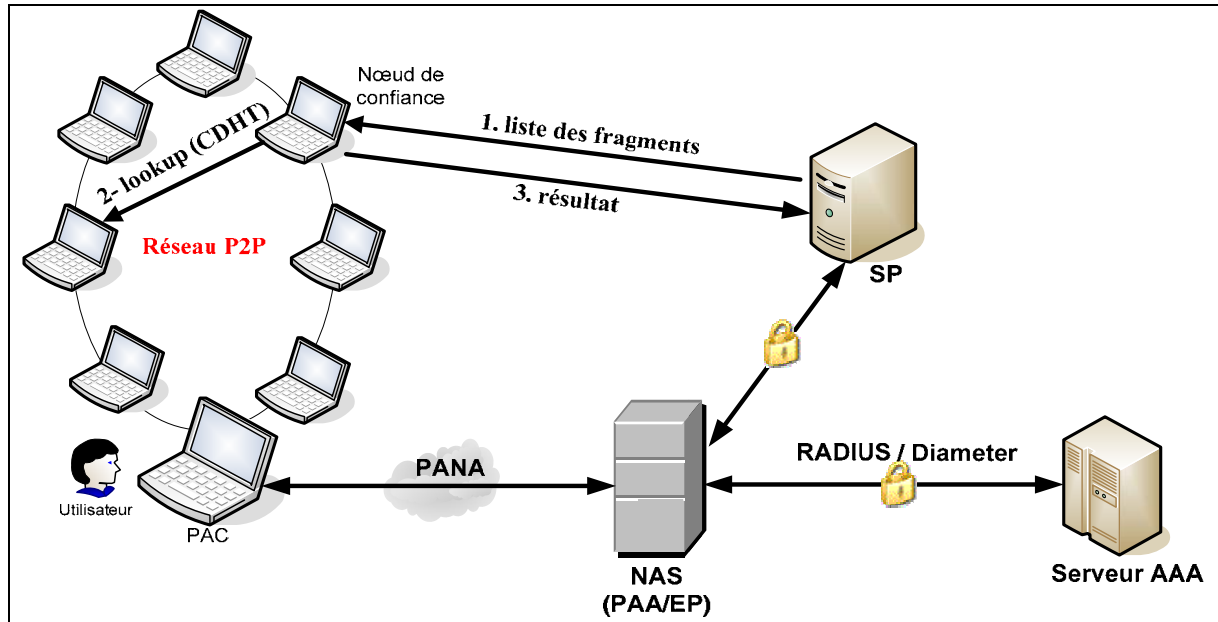 Nœud de
confiance
1. liste des fragments
2- lookup (CDHT)
3. résultat
Réseau P2P
SP
PANA
RADIUS / Diameter
Utilisateur
PAC
NAS
(PAA/EP)
Serveur AAA